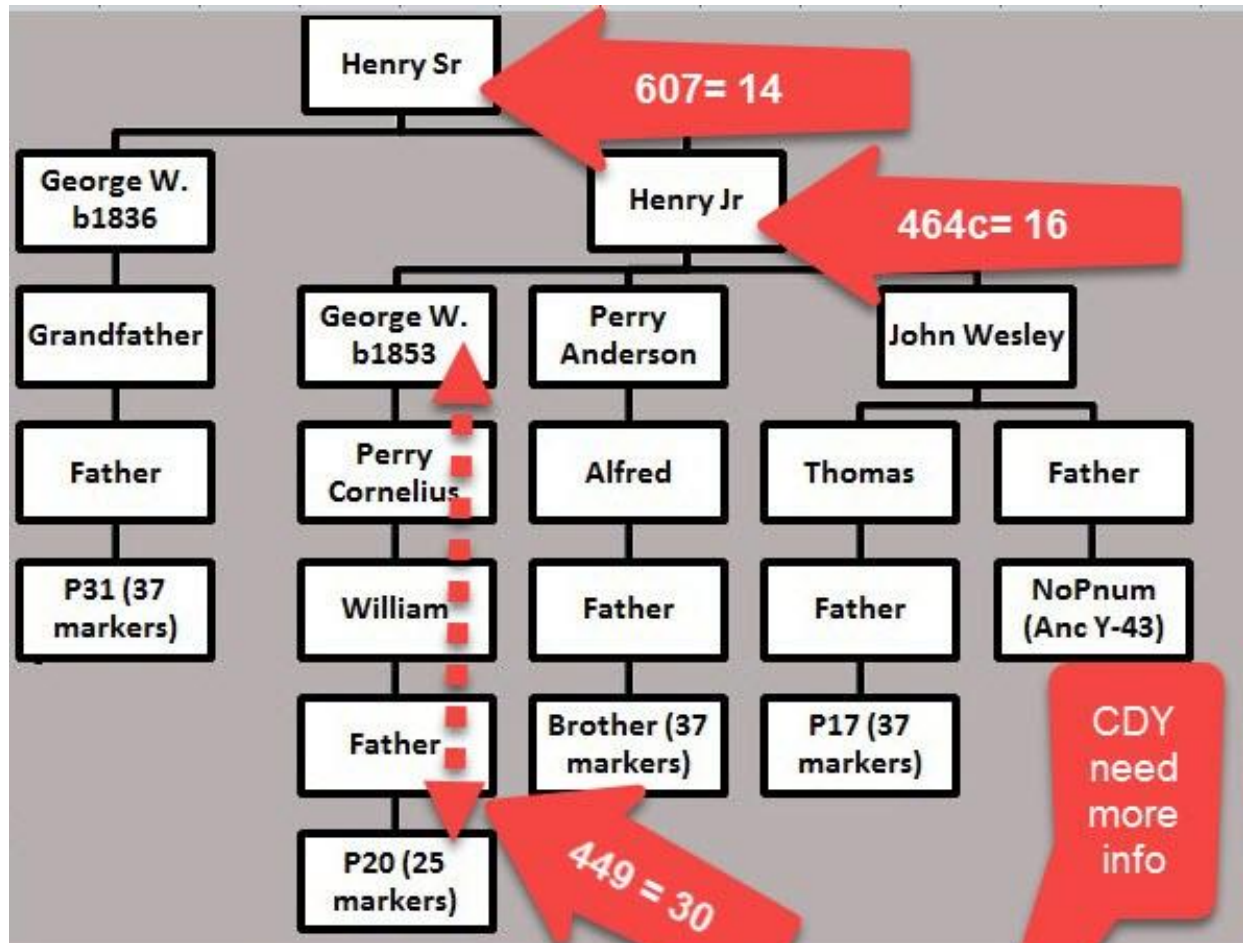 Henry Sr
607= 14
George W.
b1836
Henry Jr
464c= 16
Grandfather
George W.
b1853
Perry
Anderson
John Wesley
Father
Perry
Cornelius
Alfred
Thomas
Father
P31 (37
markers)
William
Father
Father
NoPnum
(Anc Y-43)
Father
Brother (37
markers)
P17 (37
markers)
CDY
need
more
info
P20 (25
markers)
449 = 30